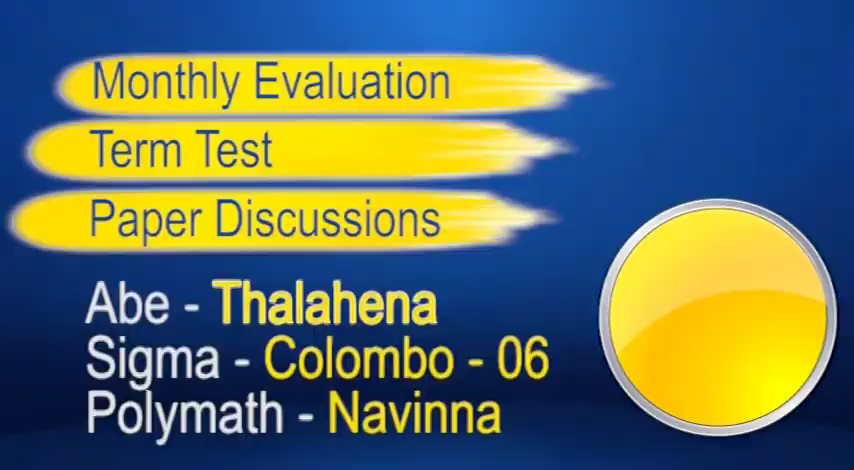 Monthly Evaluation
Term Test
Paper Discussions
Abe - Thalahena
Sigma - Colombo - 06
Polymath - Navinna